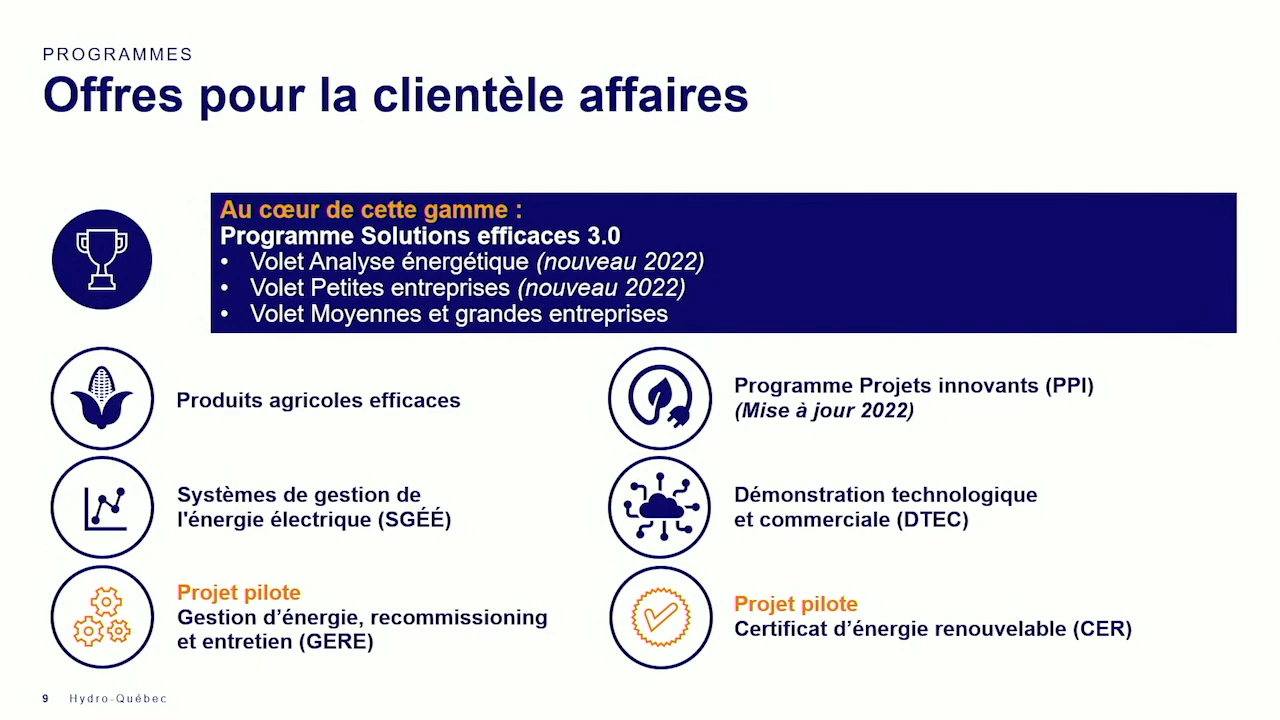 PROGRAMMES
Offres pour la clientèle affaires
Au cœur de cette gamme :
Programme Solutions efficaces 3.0
• Volet Analyse énergétique (nouveau 2022)
• Volet Petites entreprises (nouveau 2022)
• Volet Moyennes et grandes entreprises
Produits agricoles efficaces
Programme Projets innovants (PPI)
(Mise à jour 2022)
Systèmes de gestion de
l'énergie électrique (SGÉÉ)
Démonstration technologique
et commerciale (DTEC)
Projet pilote
Gestion d’énergie, recommissioning
et entretien (GERE)
Projet pilote
Certificat d’énergie renouvelable (CER)
9 Hydro-Québec